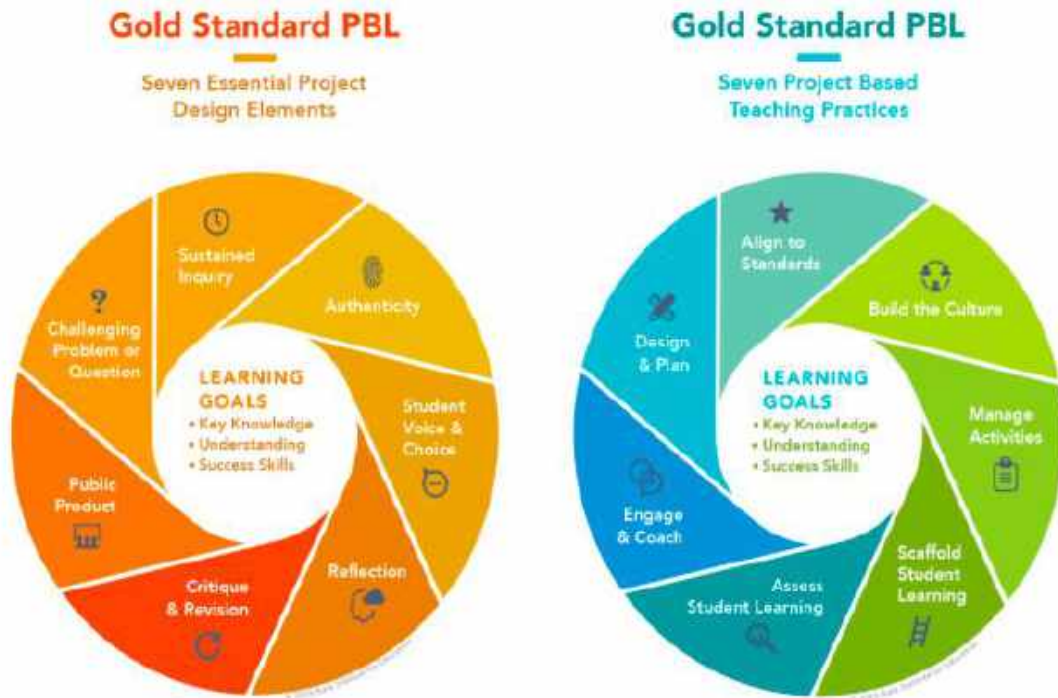 Gold Standard PBL
Seven Essential Project
Design Elements
Sustained
Inquiry
Authenticity
Student
Voice &
Choice
Reflection
Critique
& Revision
Public
Product
Challenging
Problem or
Question
LEARNING
GOALS
• Key Knowledge
• Understanding
• Success Skills
Gold Standard PBL
Seven Project Based
Teaching Practices
Align to
Standards
Build the Culture
Manage
Activities
Scaffold
Student
Learning
Assess
Student Learning
Engage
& Coach
Design
& Plan
LEARNING
GOALS
• Key Knowledge
• Understanding
• Success Skills